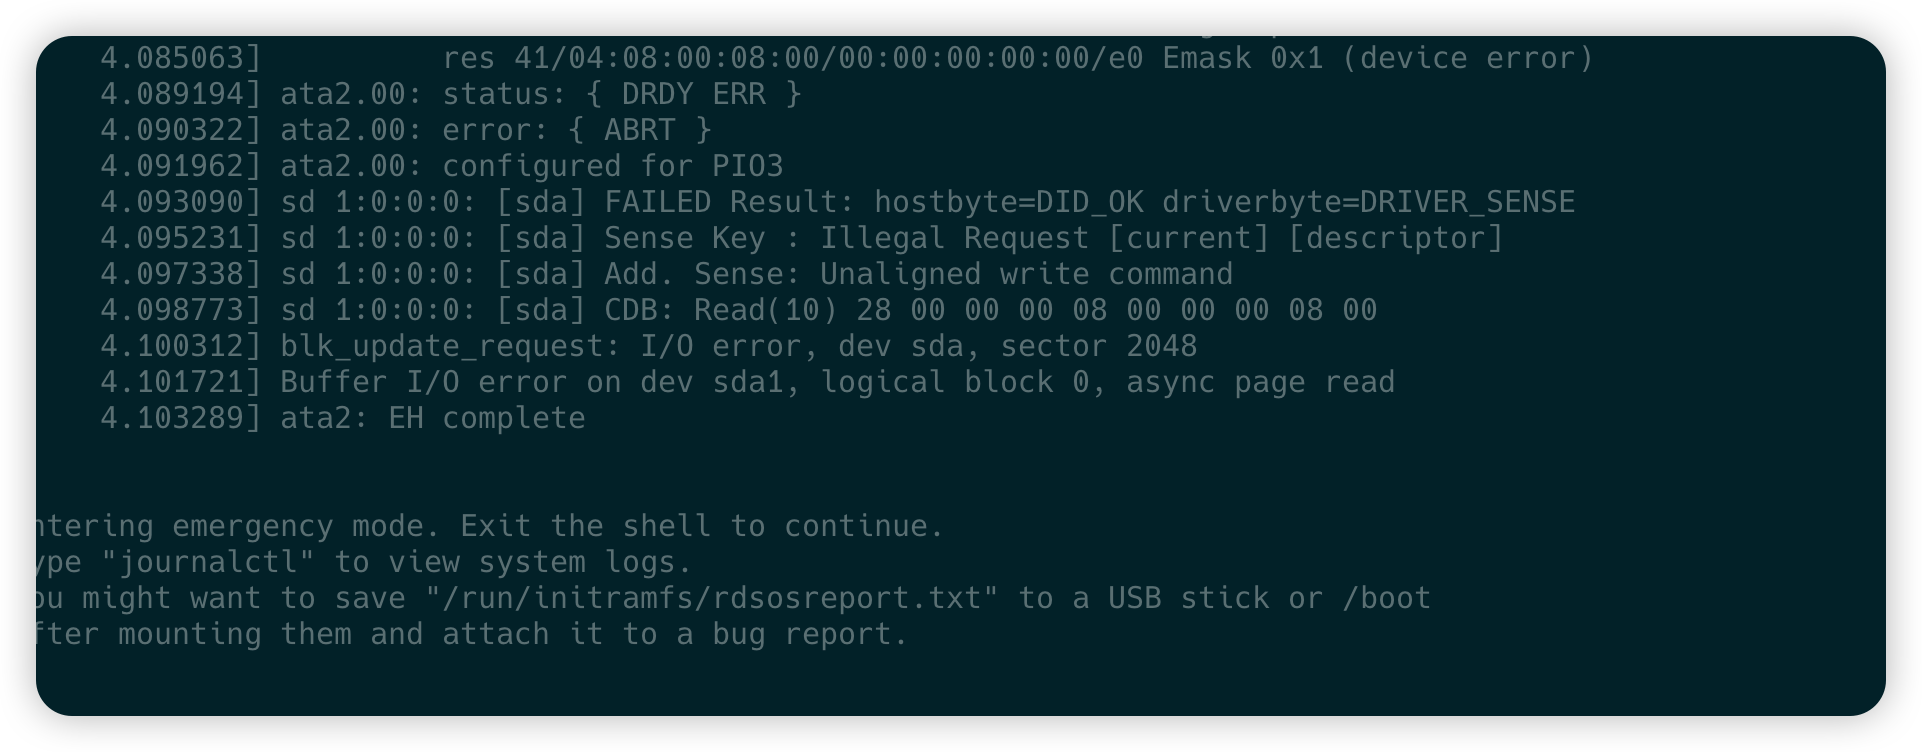 4.085063]          res 41/04:08:00:08:00/00:00:00:00:00/e0 Emask 0x1 (device error)
4.089194] ata2.00: status: { DRDY ERR }
4.090322] ata2.00: error: { ABRT }
4.091962] ata2.00: configured for PIO3
4.093090] sd 1:0:0:0: [sda] FAILED Result: hostbyte=DID_OK driverbyte=DRIVER_SENSE
4.095231] sd 1:0:0:0: [sda] Sense Key : Illegal Request [current] [descriptor]
4.097338] sd 1:0:0:0: [sda] Add. Sense: Unaligned write command
4.098773] sd 1:0:0:0: [sda] CDB: Read(10) 28 00 00 00 08 00 00 00 08 00
4.100312] blk_update_request: I/O error, dev sda, sector 2048
4.101721] Buffer I/O error on dev sda1, logical block 0, async page read
4.103289] ata2: EH complete
ntering emergency mode. Exit the shell to continue.
ype "journalctl" to view system logs.
ou might want to save "/run/initramfs/rdsosreport.txt" to a USB stick or /boot
fter mounting them and attach it to a bug report.